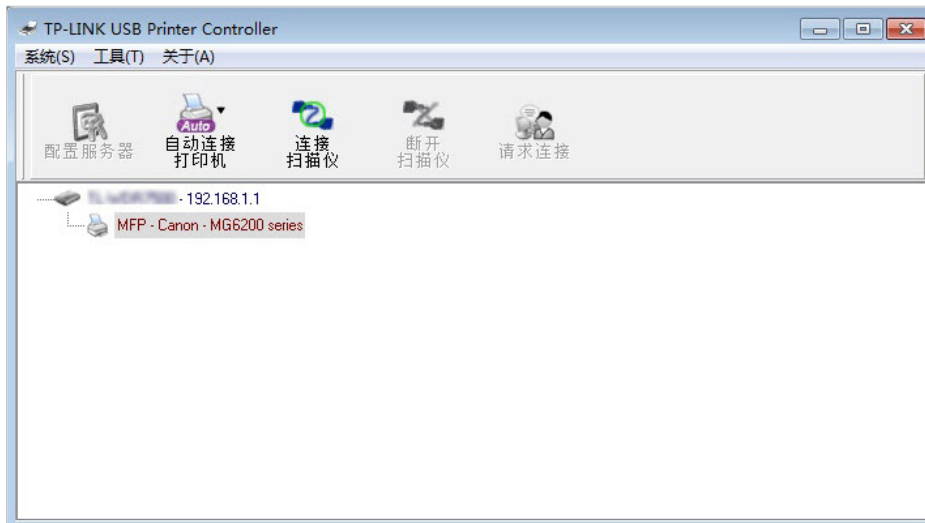 TP-LINK USB Printer Controller
系统(S) 工具(T) 关于(A)
配置服务器
Auto
自动连接
打印机
连接
扫描仪
断开
扫描仪
请求连接
- 192.168.1.1
MFP - Canon - MG6200 series